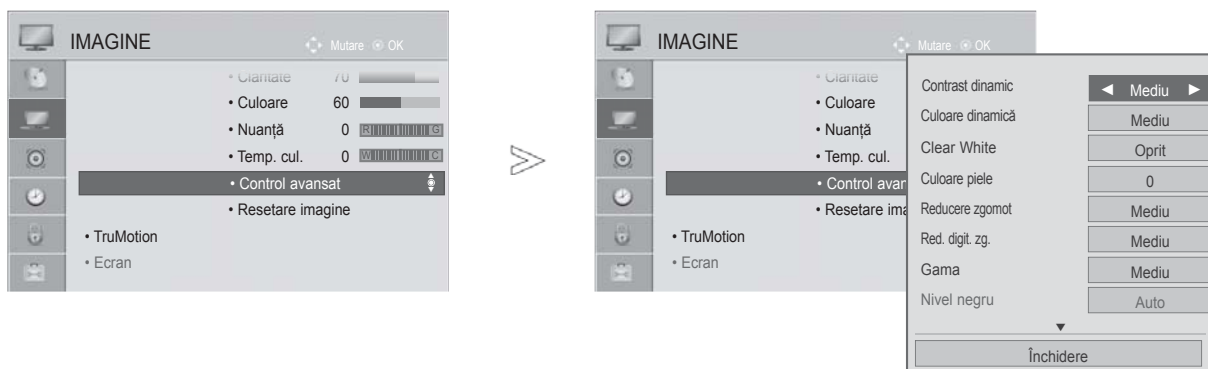 IMAGINE Mutare OK
• Claritate 70
• Culoare 60
• Nuanță 0 R G
• Temp. cul. 0 W G
• Control avansat
• Resetare imagine
• TruMotion
• Ecran
IMAGINE Mutare OK
• Claritate
• Culoare
• Nuanță
• Temp. cul.
• Control avan
• Resetare ima
• TruMotion
• Ecran
Contrast dinamic ◄ Mediu ►
Culoare dinamică Mediu
Clear White Oprit
Culoare piele 0
Reducere zgomot Mediu
Red. digit. zg. Mediu
Gama Mediu
Nivel negru Auto
▼
Închidere